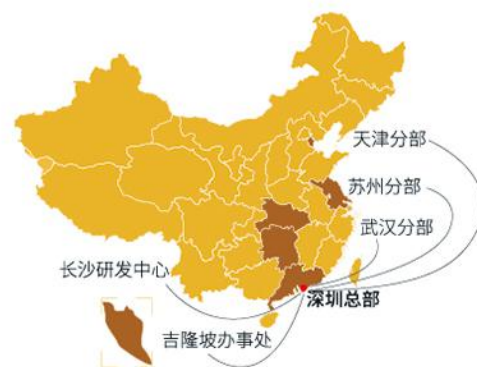 天津分部
苏州分部
武汉分部
长沙研发中心
深圳总部
吉隆坡办事处